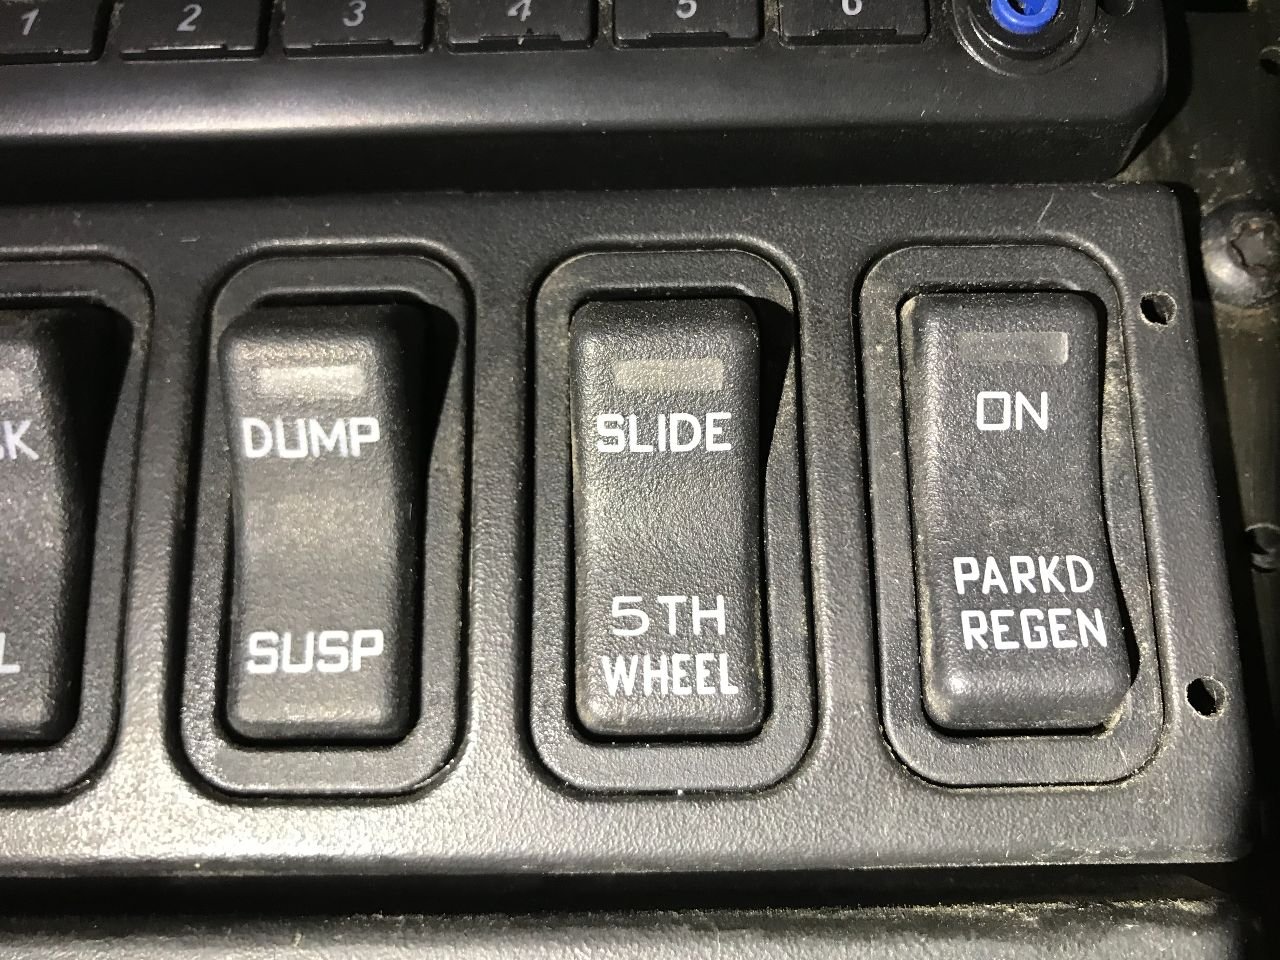 1 2 3 4 5 6
DUMP
SUSP
SLIDE
5TH
WHEEL
ON
PARKD
REGEN